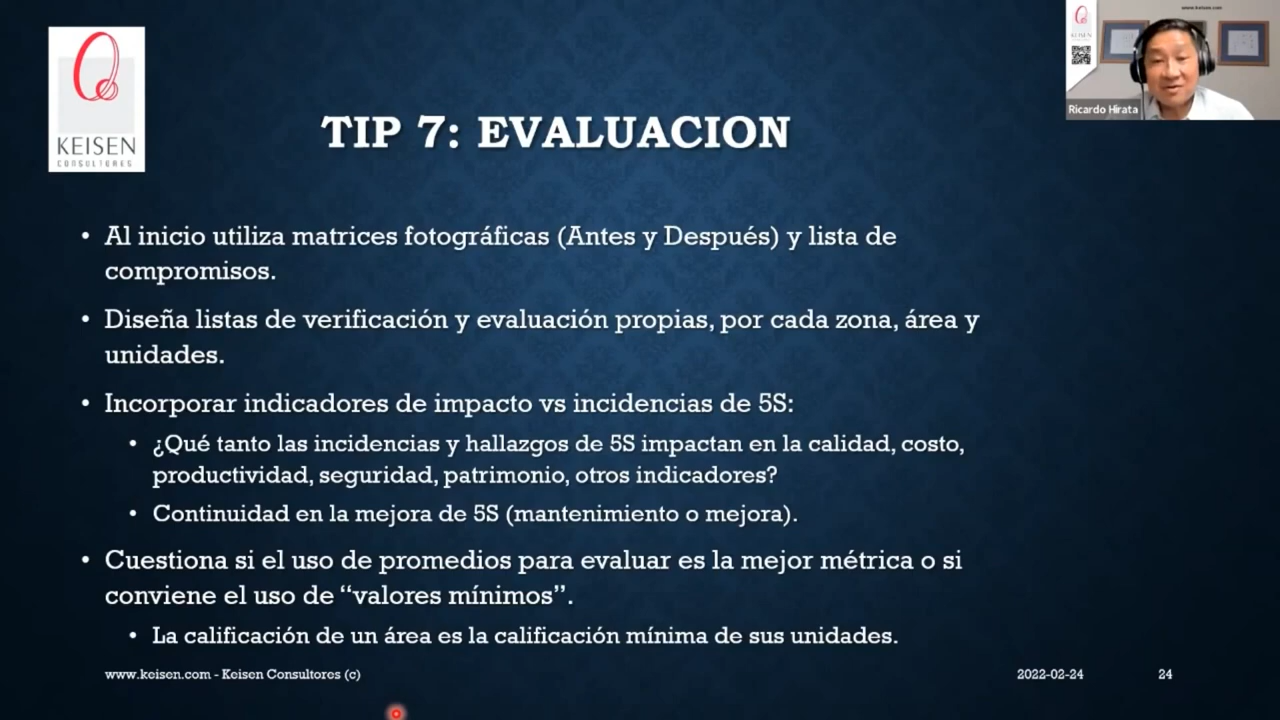 www.keisen.com
KEISEN
Ricardo Hirata
KEISEN
CONSULTORES
TIP 7: EVALUACION
• Al inicio utiliza matrices fotográficas (Antes y Después) y lista de
compromisos.
• Diseña listas de verificación y evaluación propias, por cada zona, área y
unidades.
• Incorporar indicadores de impacto vs incidencias de 5S:
• ¿Qué tanto las incidencias y hallazgos de 5S impactan en la calidad, costo,
productividad, seguridad, patrimonio, otros indicadores?
• Continuidad en la mejora de 5S (mantenimiento o mejora).
• Cuestiona si el uso de promedios para evaluar es la mejor métrica o si
conviene el uso de “valores mínimos”.
• La calificación de un área es la calificación mínima de sus unidades.
www.keisen.com - Keisen Consultores (c)
2022-02-24
24